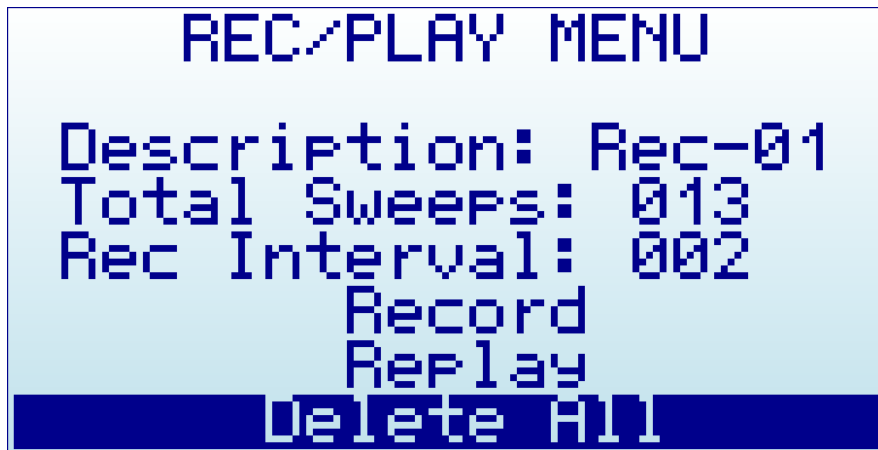 REC/PLAY MENU
Description: Rec-01
Total Sweeps: 013
Rec Interval: 002
Record
Replay
Delete All